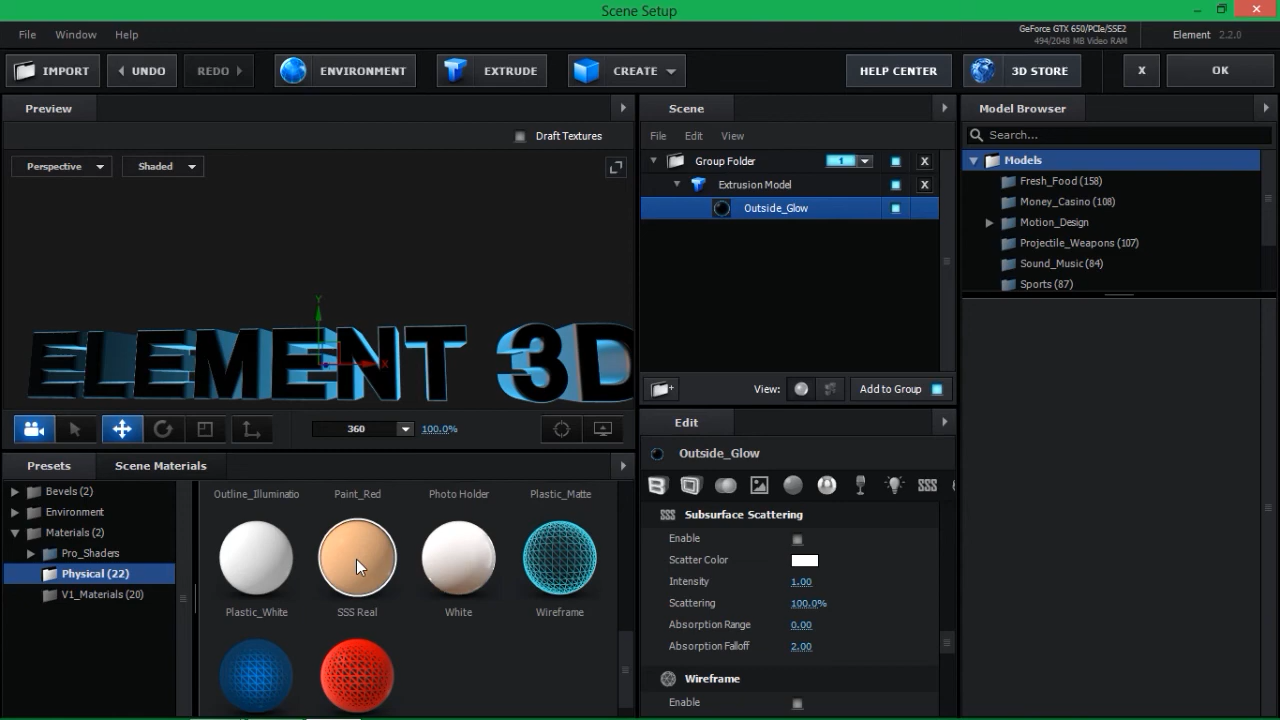 Scene Setup
File Window Help
GeForce GTX 650/PCIe/SSE2
494/2048 MB Video RAM
Element 2.2.0
IMPORT UNDO REDO ENVIRONMENT EXTRUDE CREATE HELP CENTER 3D STORE X OK
Preview
Draft Textures
Perspective Shaded
Y
X
ELEMENT 3D
360 100.0%
Presets Scene Materials
Bevels (2)
Environment
Materials (2)
Pro_Shaders
Physical (22)
V1_Materials (20)
Outline_Illuminatio Paint_Red Photo Holder Plastic_Matte
Plastic_White SSS Real White Wireframe
Scene
File Edit View
Group Folder 1 X
Extrusion Model X
Outside_Glow
View: Add to Group
Edit
Outside_Glow
Subsurface Scattering
Enable
Scatter Color
Intensity 1.00
Scattering 100.0%
Absorption Range 0.00
Absorption Falloff 2.00
Wireframe
Enable
Model Browser
Search...
Models
Fresh_Food (158)
Money_Casino (108)
Motion_Design
Projectile_Weapons (107)
Sound_Music (84)
Sports (87)